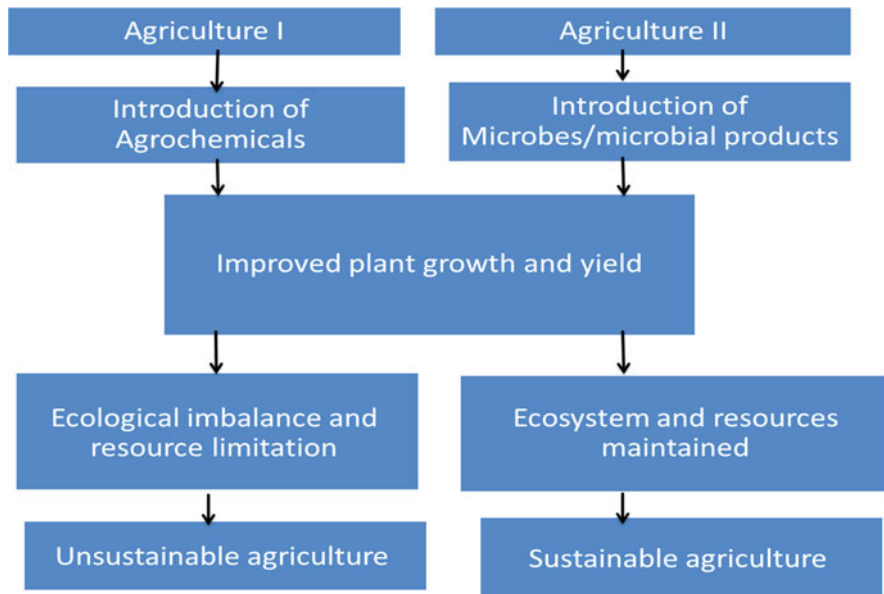 Agriculture I
Agriculture II
Introduction of
Agrochemicals
Introduction of
Microbes/microbial products
Improved plant growth and yield
Ecological imbalance and
resource limitation
Ecosystem and resources
maintained
Unsustainable agriculture
Sustainable agriculture